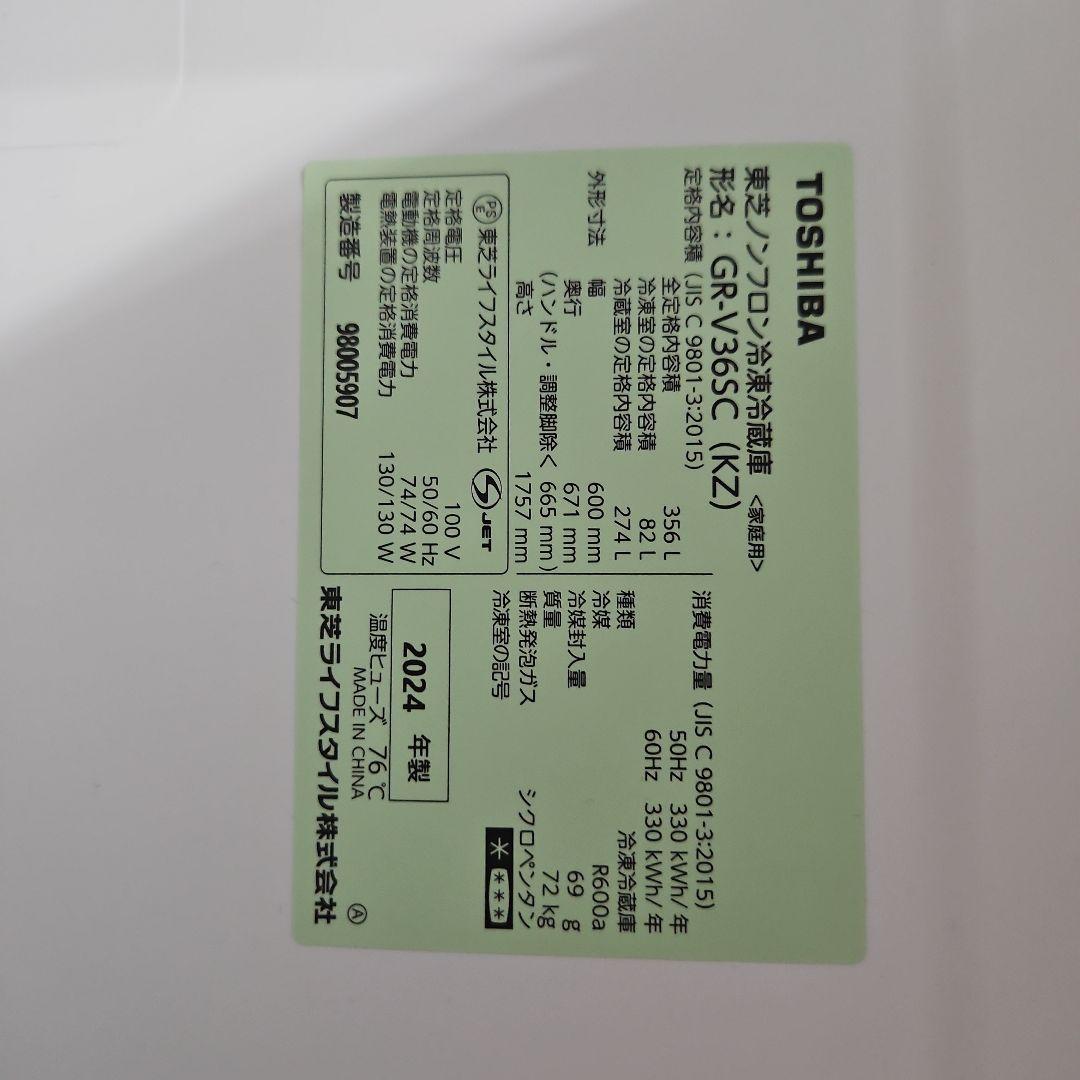 TOSHIBA
東芝ノンフロン冷凍冷蔵庫 <家庭用>
形名：GR-V36SC (KZ)
定格内容積 (JIS C 9801-3:2015)
全定格内容積 356 L
冷凍室の定格内容積 82 L
冷蔵室の定格内容積 274 L
外形寸法 幅 600 mm
奥行 671 mm
(ハンドル・調整脚除く 665 mm)
高さ 1757 mm
PS E 東芝ライフスタイル株式会社 S JET
定格電圧 100 V
定格周波数 50/60 Hz
電動機の定格消費電力 74/74 W
電熱装置の定格消費電力 130/130 W
製造番号 98005907
消費電力量 (JIS C 9801-3:2015)
50Hz 330 kWh/年
60Hz 330 kWh/年
種類 冷凍冷蔵庫
冷媒 R600a
冷媒封入量 69 g
質量 72 kg
断熱発泡ガス シクロペンタン
冷凍室の記号 ＊＊＊＊
2024 年製
温度ヒューズ 76 ℃
MADE IN CHINA
東芝ライフスタイル株式会社 Ⓐ